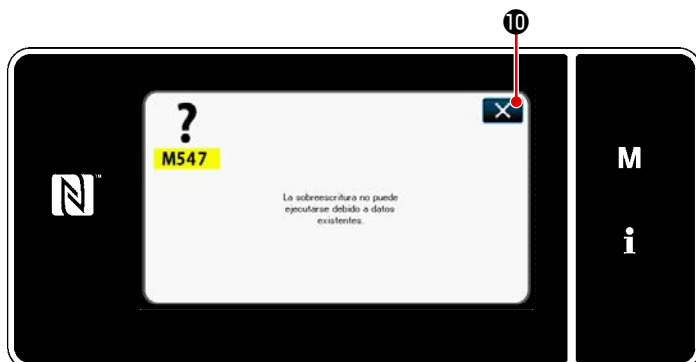 ❿
?
M547
La sobreescritura no puede
ejecutarse debido a datos
existentes.
M
i